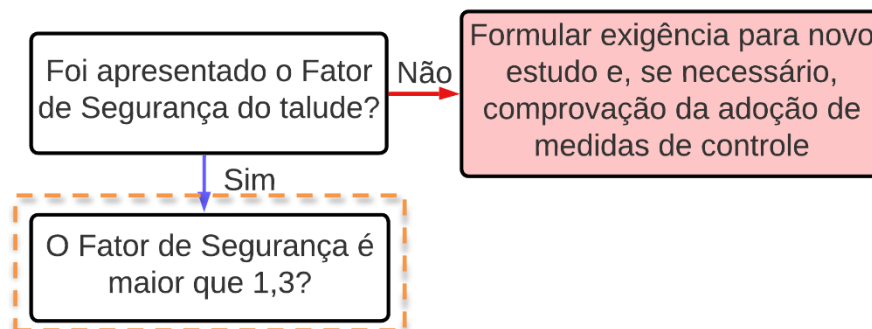 Foi apresentado o Fator
de Segurança do talude?
Não
Formular exigência para novo
estudo e, se necessário,
comprovação da adoção de
medidas de controle
Sim
O Fator de Segurança é
maior que 1,3?